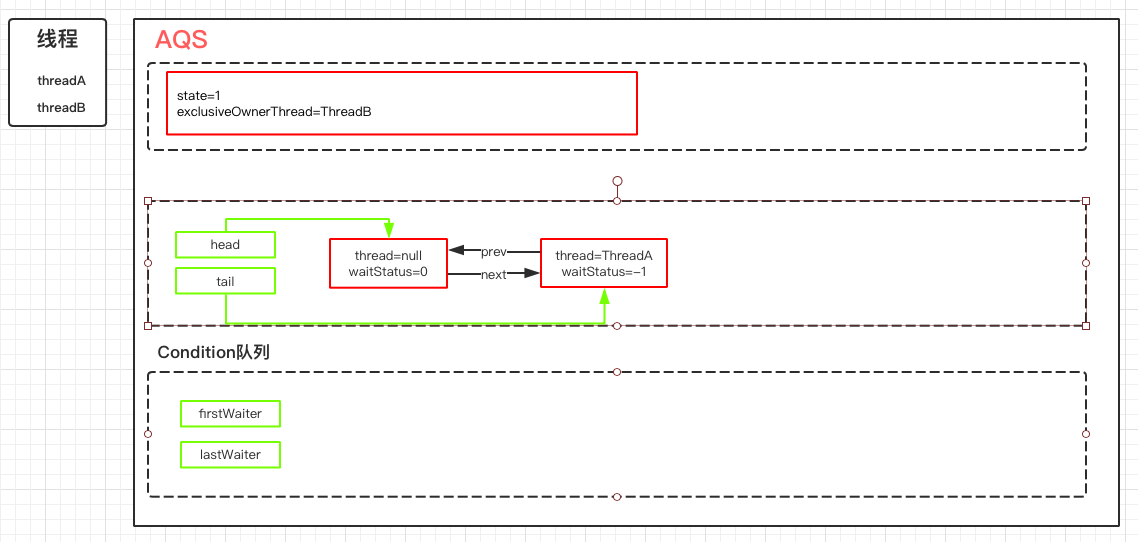 线程
threadA
threadB
AQS
state=1
exclusiveOwnerThread=ThreadB
head
tail
thread=null
waitStatus=0
prev
next
thread=ThreadA
waitStatus=-1
Condition队列
firstWaiter
lastWaiter